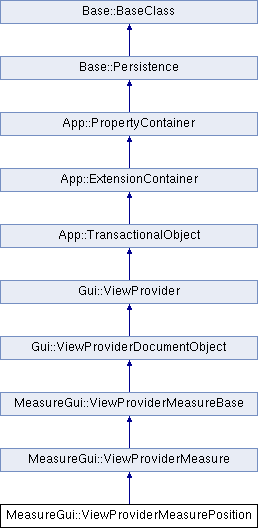 Base::BaseClass
Base::Persistence
App::PropertyContainer
App::ExtensionContainer
App::TransactionalObject
Gui::ViewProvider
Gui::ViewProviderDocumentObject
MeasureGui::ViewProviderMeasureBase
MeasureGui::ViewProviderMeasure
MeasureGui::ViewProviderMeasurePosition